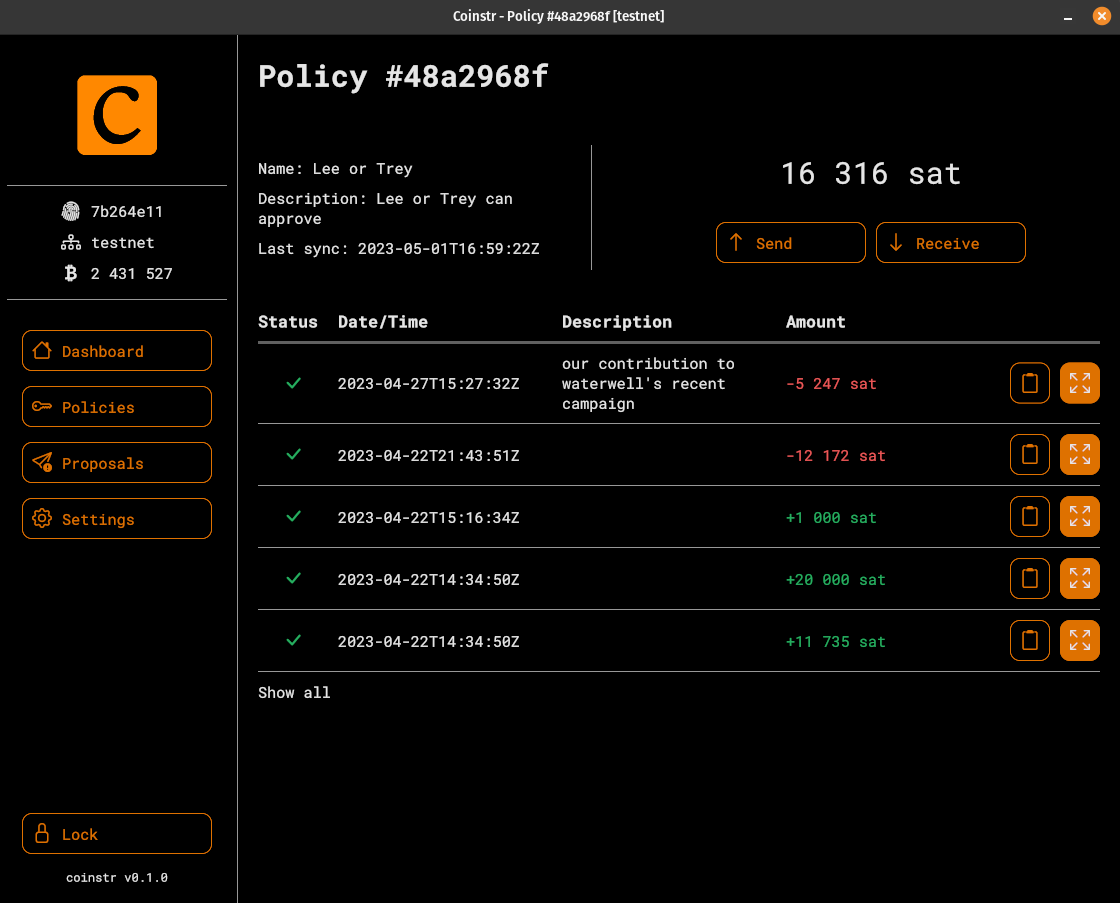 Coinstr - Policy #48a2968f [testnet]
C
7b264e11
testnet
2 431 527
Dashboard
Policies
Proposals
Settings
Lock
coinstr v0.1.0
Policy #48a2968f
Name: Lee or Trey
Description: Lee or Trey can
approve
Last sync: 2023-05-01T16:59:22Z
16 316 sat
Send
Receive
Status Date/Time Description Amount
our contribution to
2023-04-27T15:27:32Z waterwell's recent -5 247 sat
campaign
2023-04-22T21:43:51Z -12 172 sat
2023-04-22T15:16:34Z +1 000 sat
2023-04-22T14:34:50Z +20 000 sat
2023-04-22T14:34:50Z +11 735 sat
Show all